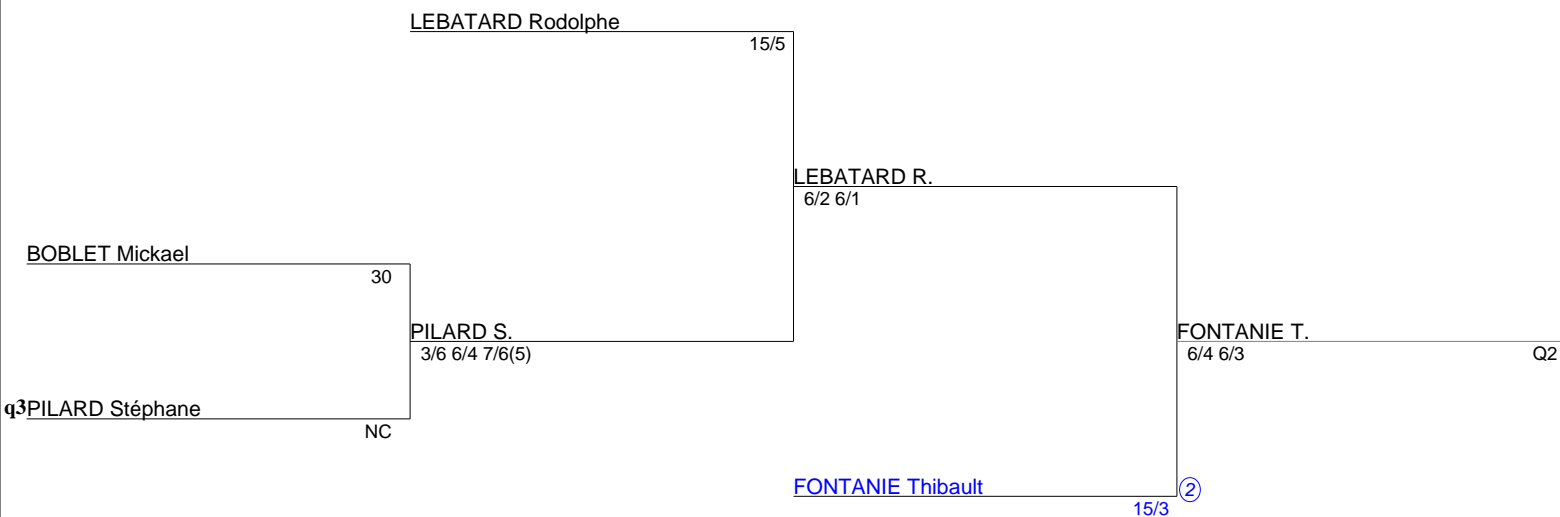 LEBATARD Rodolphe
15/5
LEBATARD R.
6/2 6/1
BOBLET Mickael
30
PILARD S.
3/6 6/4 7/6(5)
FONTANIE T.
6/4 6/3
Q2
q3PILARD Stéphane
NC
FONTANIE Thibault
2
15/3